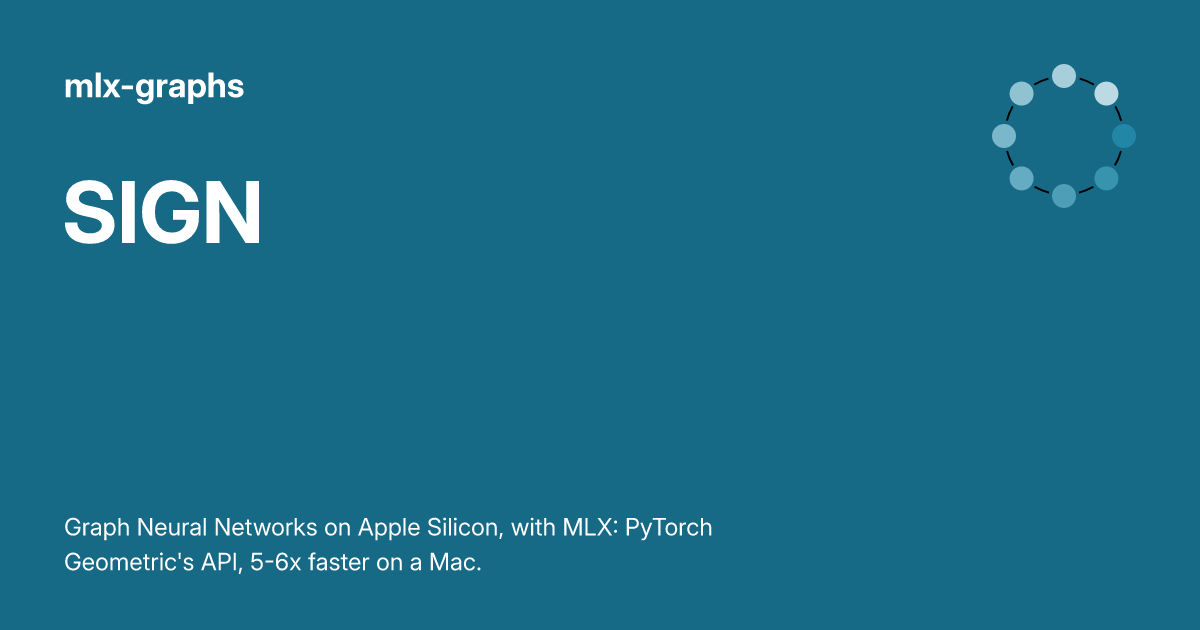 mlx-graphs
SIGN
Graph Neural Networks on Apple Silicon, with MLX: PyTorch
Geometric's API, 5-6x faster on a Mac.